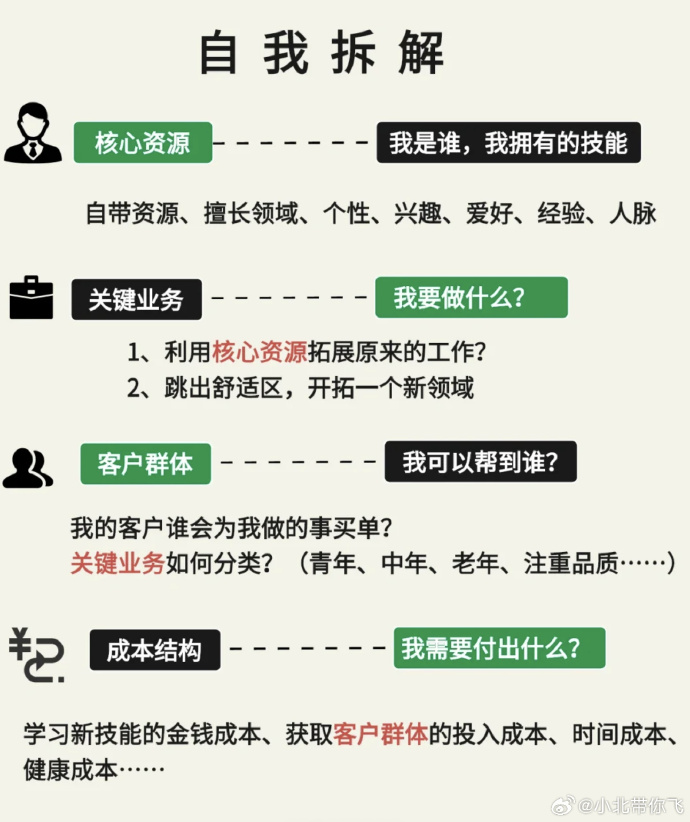 自我拆解
核心资源 我是谁，我拥有的技能
自带资源、擅长领域、个性、兴趣、爱好、经验、人脉
关键业务 我要做什么？
1、利用核心资源拓展原来的工作？
2、跳出舒适区，开拓一个新领域
客户群体 我可以帮到谁？
我的客户谁会为我做的事买单？
关键业务如何分类？（青年、中年、老年、注重品质……）
¥
成本结构 我需要付出什么？
学习新技能的金钱成本、获取客户群体的投入成本、时间成本、
健康成本……
@小北带你飞